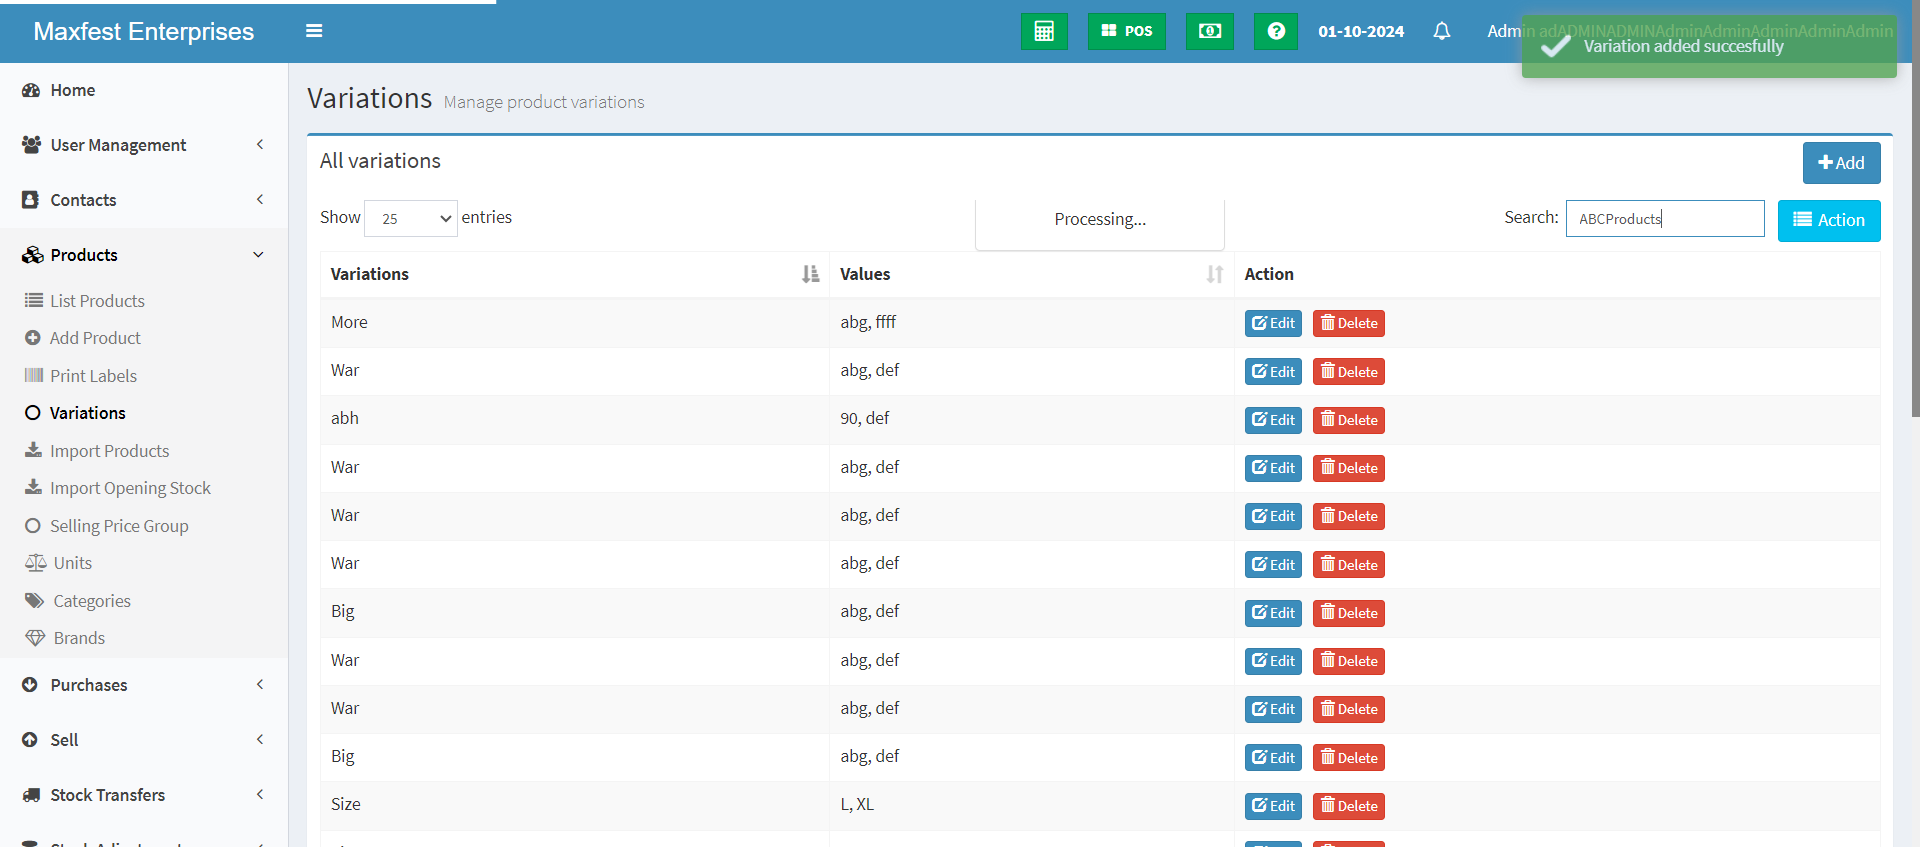 Maxfest Enterprises
POS
01-10-2024
Admin adADMINADMINAdminAdminAdminAdminAdmin
Variation added succesfully
Home
User Management
Contacts
Products
List Products
Add Product
Print Labels
Variations
Import Products
Import Opening Stock
Selling Price Group
Units
Categories
Brands
Purchases
Sell
Stock Transfers
Variations Manage product variations
All variations
Add
Show 25 entries
Processing...
Search: ABCProducts
Action
Variations Values Action
More abg, ffff Edit Delete
War abg, def Edit Delete
abh 90, def Edit Delete
War abg, def Edit Delete
War abg, def Edit Delete
War abg, def Edit Delete
Big abg, def Edit Delete
War abg, def Edit Delete
War abg, def Edit Delete
Big abg, def Edit Delete
Size L, XL Edit Delete